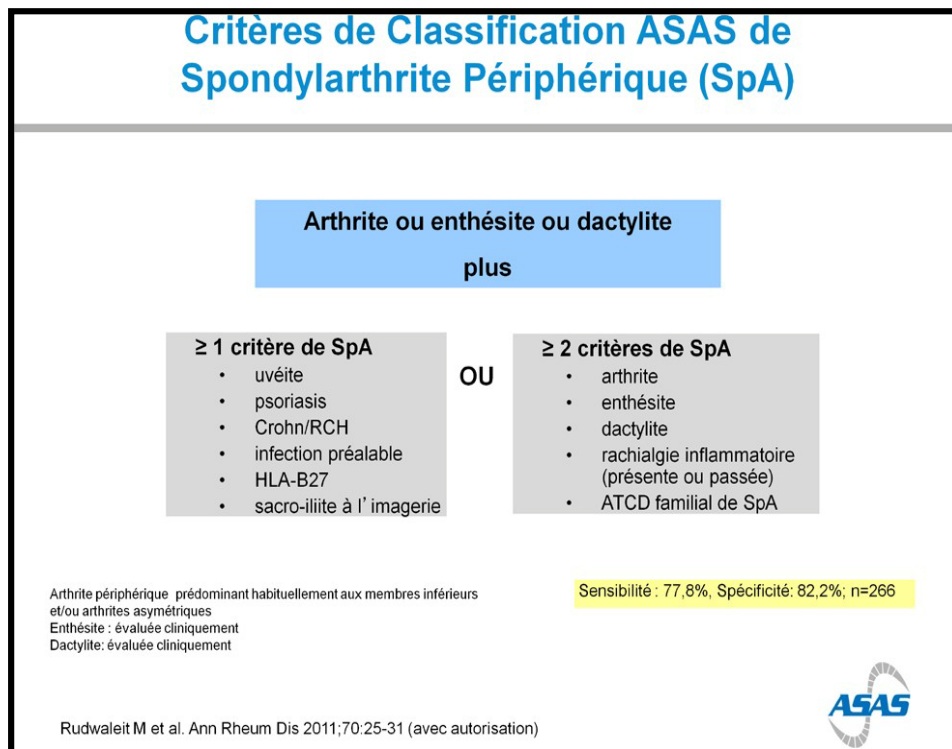 Critères de Classification ASAS de
Spondylarthrite Périphérique (SpA)
Arthrite ou enthésite ou dactylite
plus
≥ 1 critère de SpA
• uvéite
• psoriasis
• Crohn/RCH
• infection préalable
• HLA-B27
• sacro-iliite à l' imagerie
OU
≥ 2 critères de SpA
• arthrite
• enthésite
• dactylite
• rachialgie inflammatoire
(présente ou passée)
• ATCD familial de SpA
Arthrite périphérique prédominant habituellement aux membres inférieurs
et/ou arthrites asymétriques
Enthésite : évaluée cliniquement
Dactylite: évaluée cliniquement
Sensibilité : 77,8%, Spécificité: 82,2%; n=266
Rudwaleit M et al. Ann Rheum Dis 2011;70:25-31 (avec autorisation)
ASAS